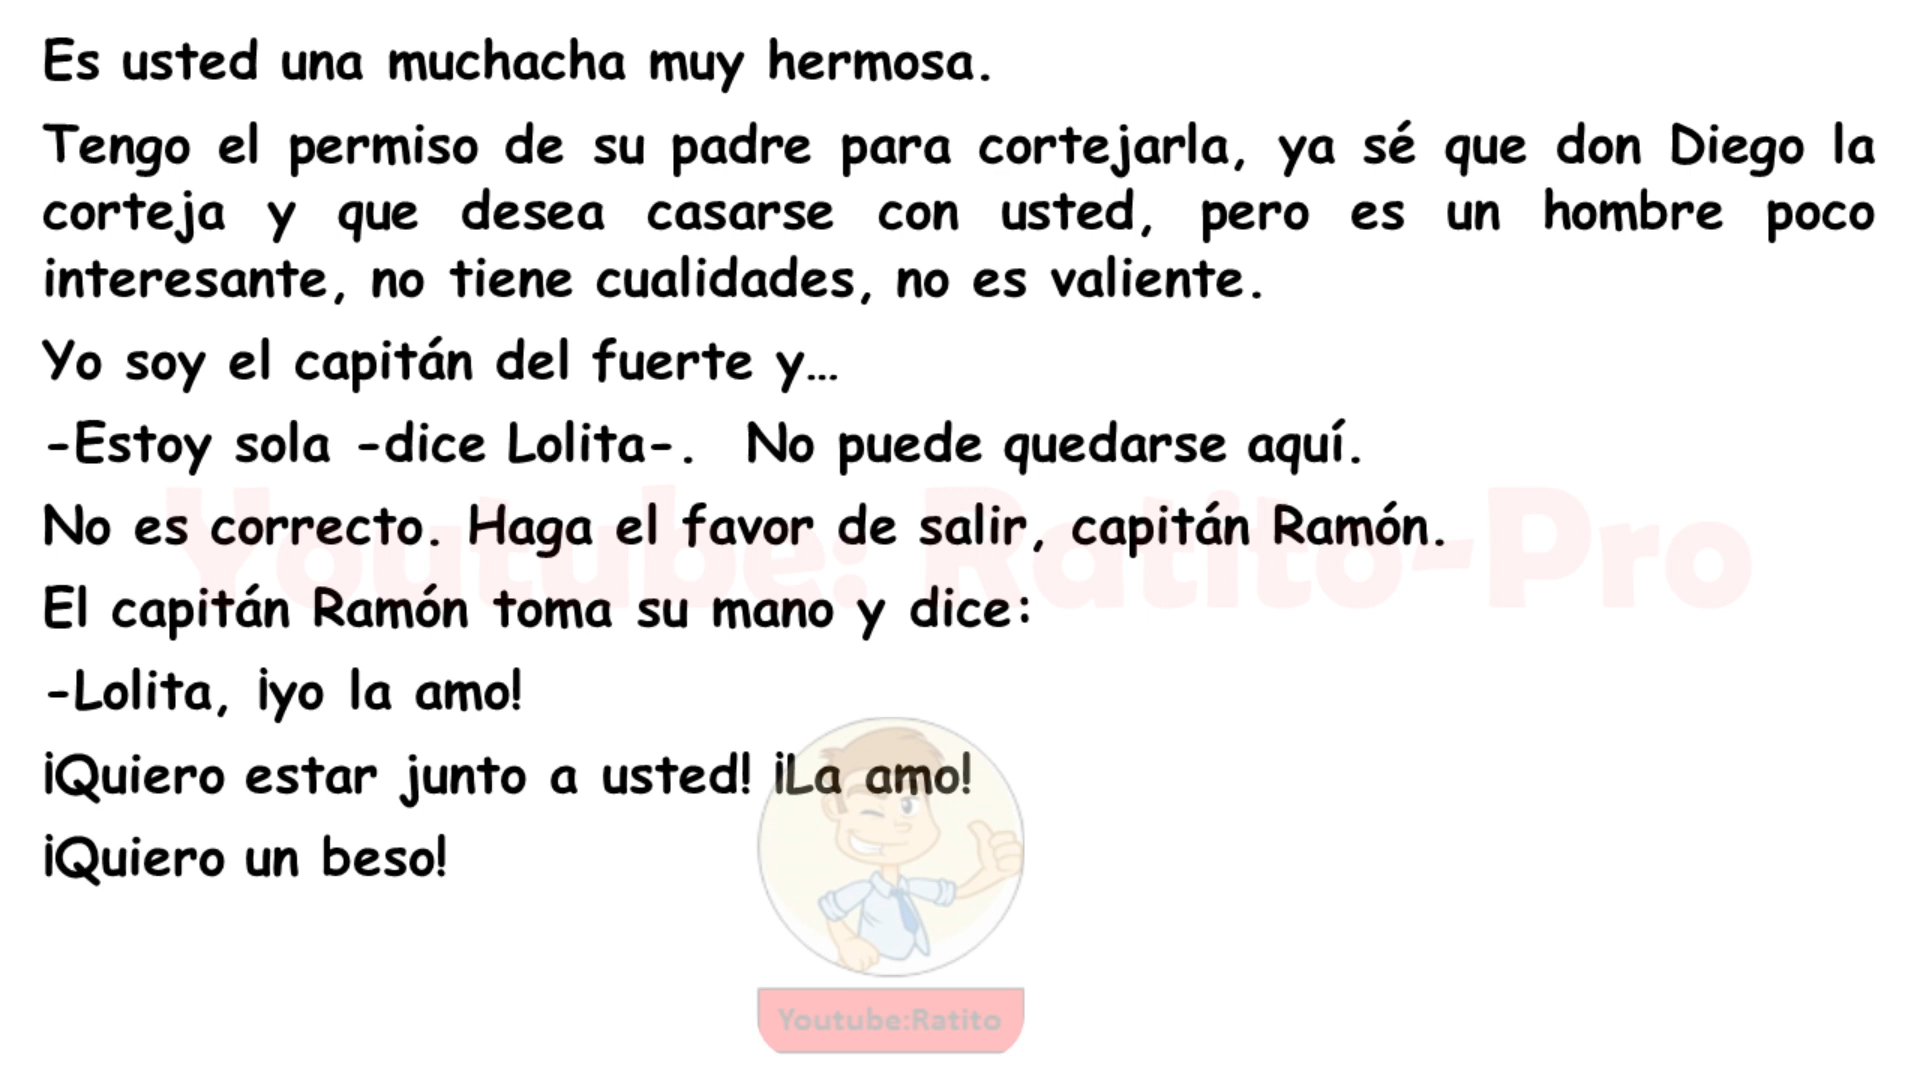 Es usted una muchacha muy hermosa.
Tengo el permiso de su padre para cortejarla, ya sé que don Diego la
corteja y que desea casarse con usted, pero es un hombre poco
interesante, no tiene cualidades, no es valiente.
Yo soy el capitán del fuerte y...
-Estoy sola -dice Lolita-. No puede quedarse aquí.
No es correcto. Haga el favor de salir, capitán Ramón.
Youtube: Ratito-Pro
El capitán Ramón toma su mano y dice:
-Lolita, ¡yo la amo!
¡Quiero estar junto a usted! ¡La amo!
¡Quiero un beso!
Youtube:Ratito